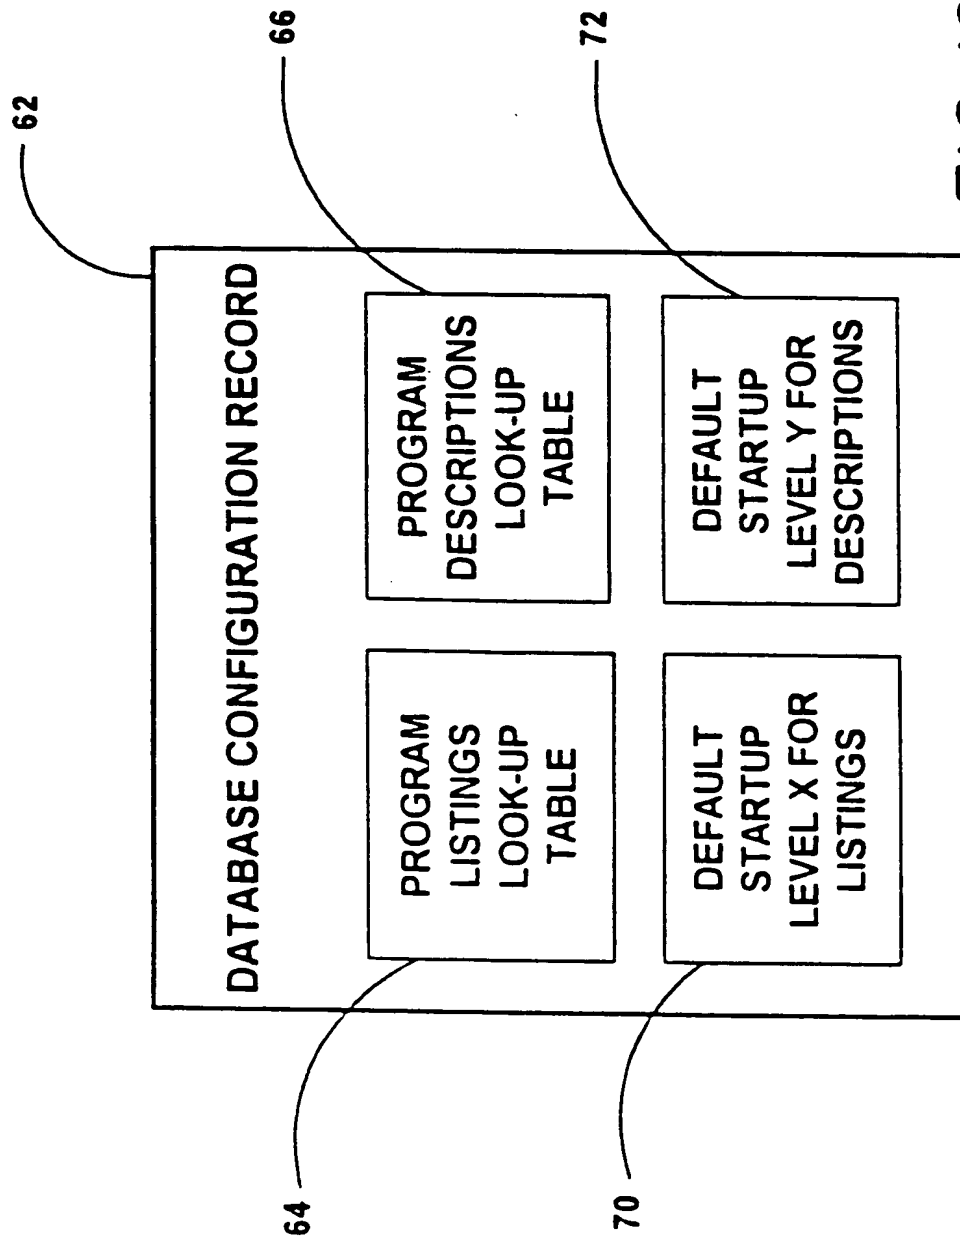 62
DATABASE CONFIGURATION RECORD
64
66
PROGRAM
LISTINGS
LOOK-UP
TABLE
PROGRAM
DESCRIPTIONS
LOOK-UP
TABLE
70
72
DEFAULT
STARTUP
LEVEL X FOR
LISTINGS
DEFAULT
STARTUP
LEVEL Y FOR
DESCRIPTIONS